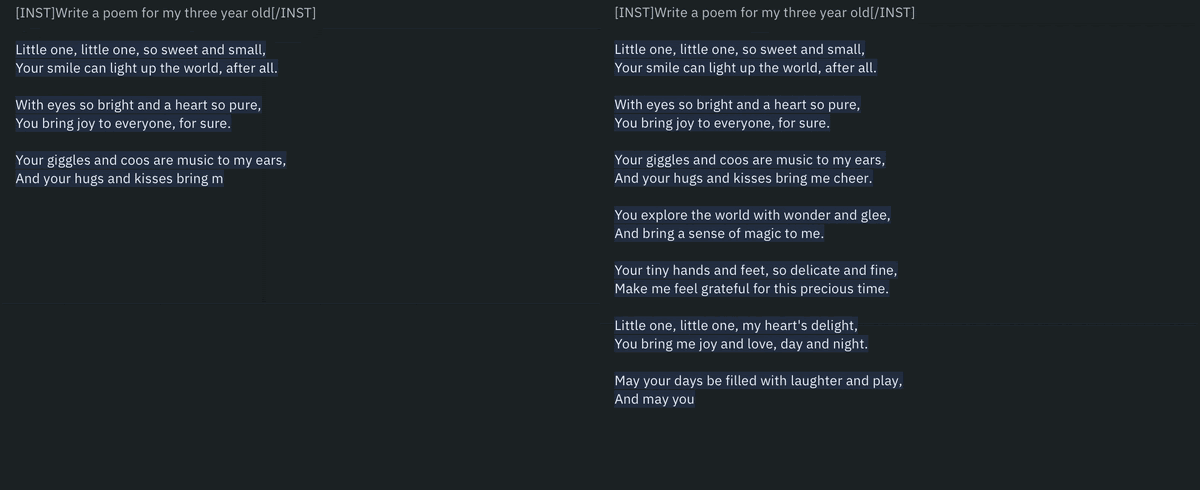 [INST]Write a poem for my three year old[/INST]
Little one, little one, so sweet and small,
Your smile can light up the world, after all.
With eyes so bright and a heart so pure,
You bring joy to everyone, for sure.
Your giggles and coos are music to my ears,
And your hugs and kisses bring m
[INST]Write a poem for my three year old[/INST]
Little one, little one, so sweet and small,
Your smile can light up the world, after all.
With eyes so bright and a heart so pure,
You bring joy to everyone, for sure.
Your giggles and coos are music to my ears,
And your hugs and kisses bring me cheer.
You explore the world with wonder and glee,
And bring a sense of magic to me.
Your tiny hands and feet, so delicate and fine,
Make me feel grateful for this precious time.
Little one, little one, my heart's delight,
You bring me joy and love, day and night.
May your days be filled with laughter and play,
And may you